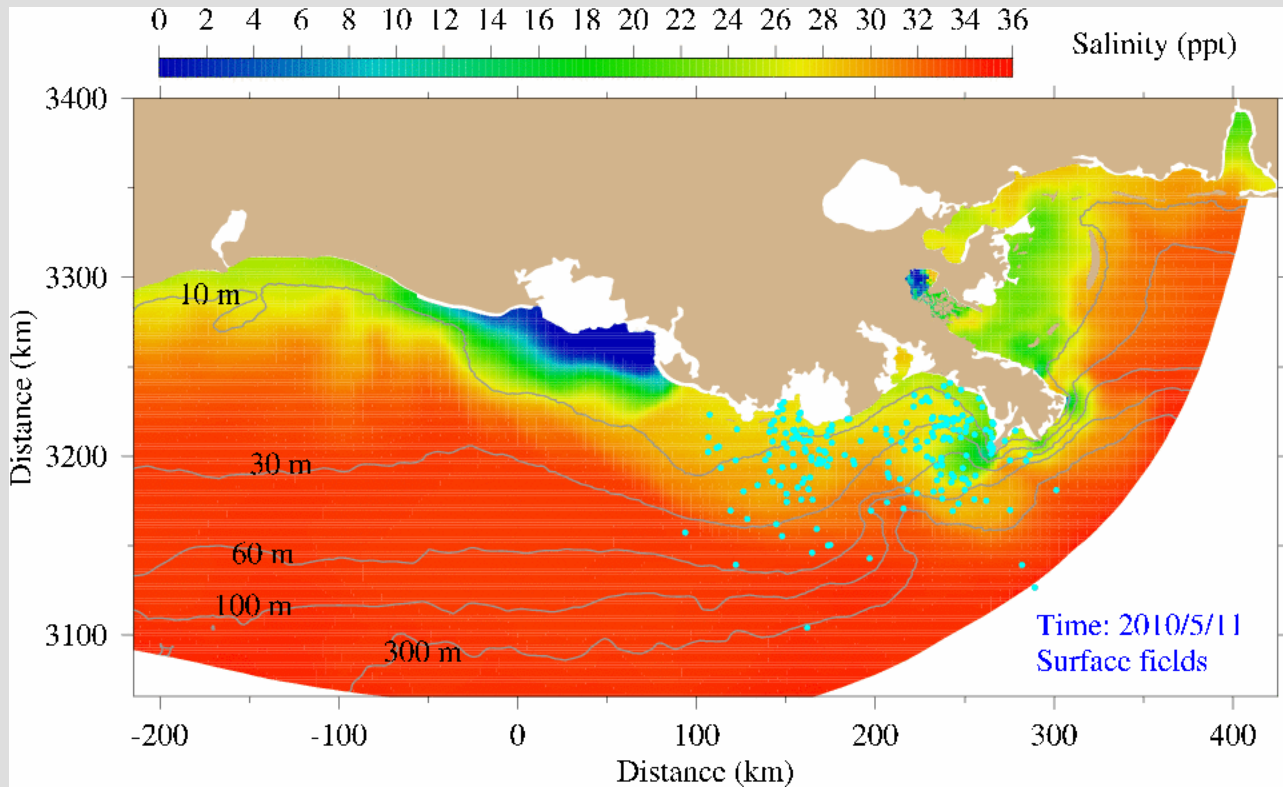 0 2 4 6 8 10 12 14 16 18 20 22 24 26 28 30 32 34 36
Salinity (ppt)
3400
3300
3200
3100
Distance (km)
10 m
30 m
60 m
100 m
300 m
Time: 2010/5/11
Surface fields
-200 -100 0 100 200 300 400
Distance (km)